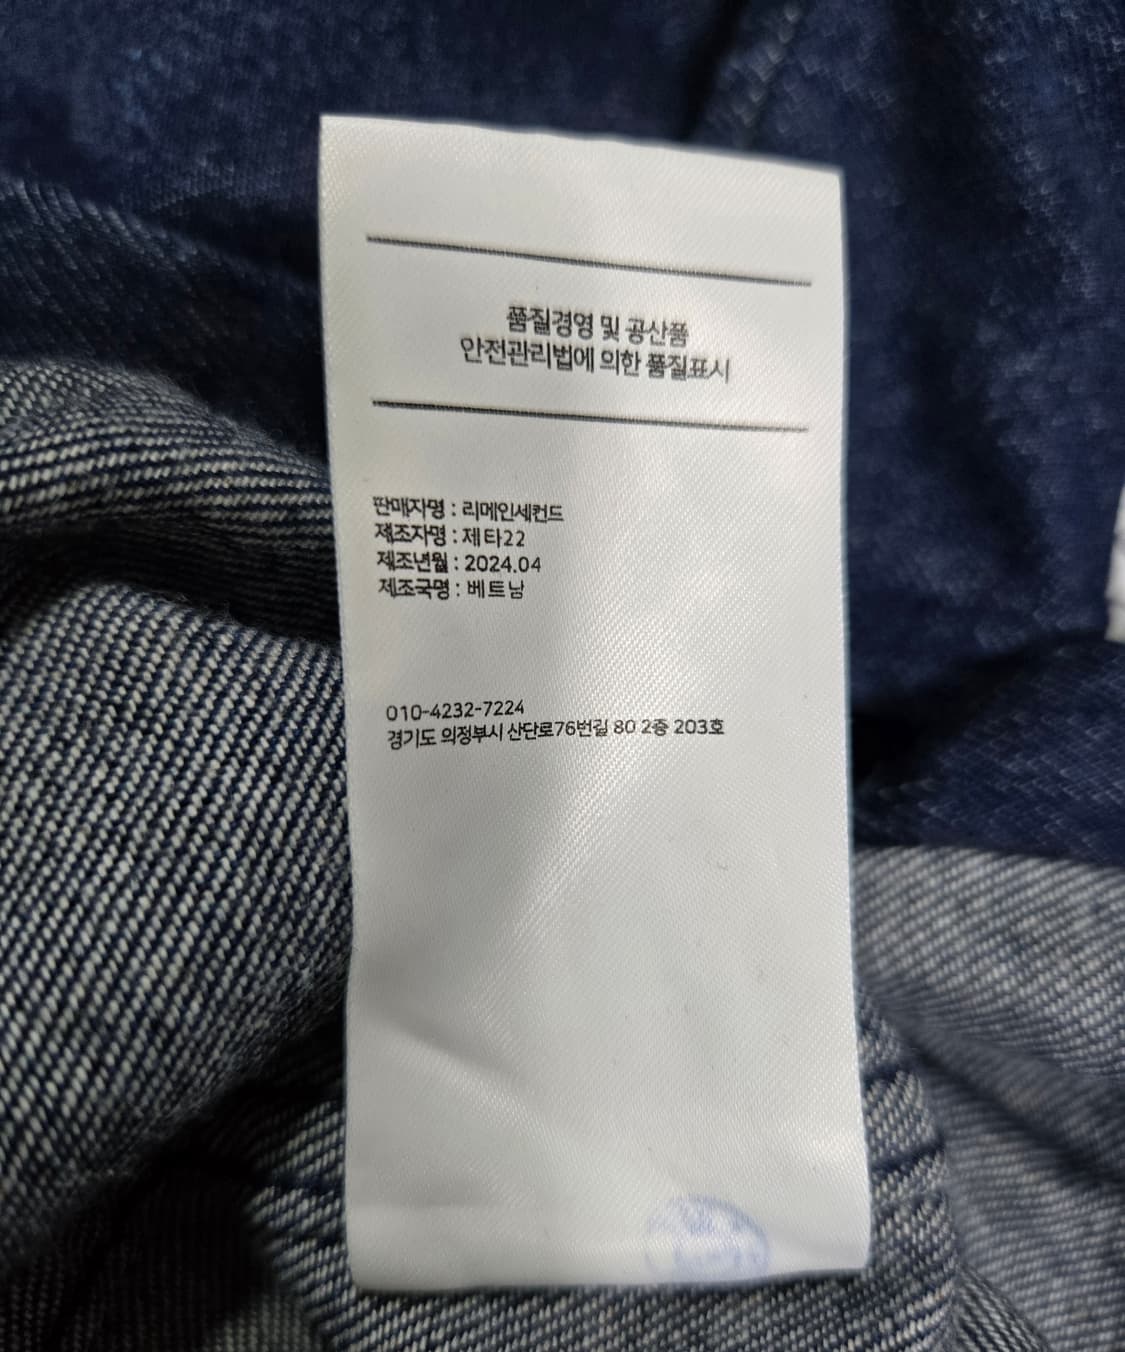 품질경영 및 공산품
안전관리법에 의한 품질표시
판매자명 : 리메인세컨드
제조자명 : 제타22
제조년월 : 2024.04
제조국명 : 베트남
010-4232-7224
경기도 의정부시 산단로76번길 80 2층 203호